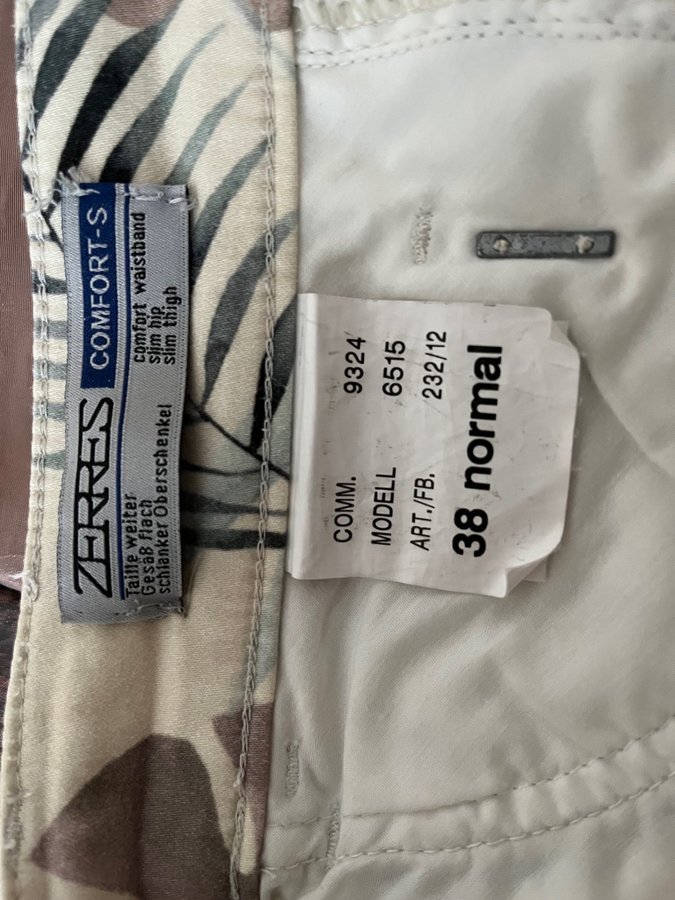 ZERRES COMFORT-S
Taille weiter
Gesäß flach
schlanker Oberschenkel
comfort waistband
slim hip
slim thigh
COMM. 9324
MODELL 6515
ART./FB. 232/12
38 normal